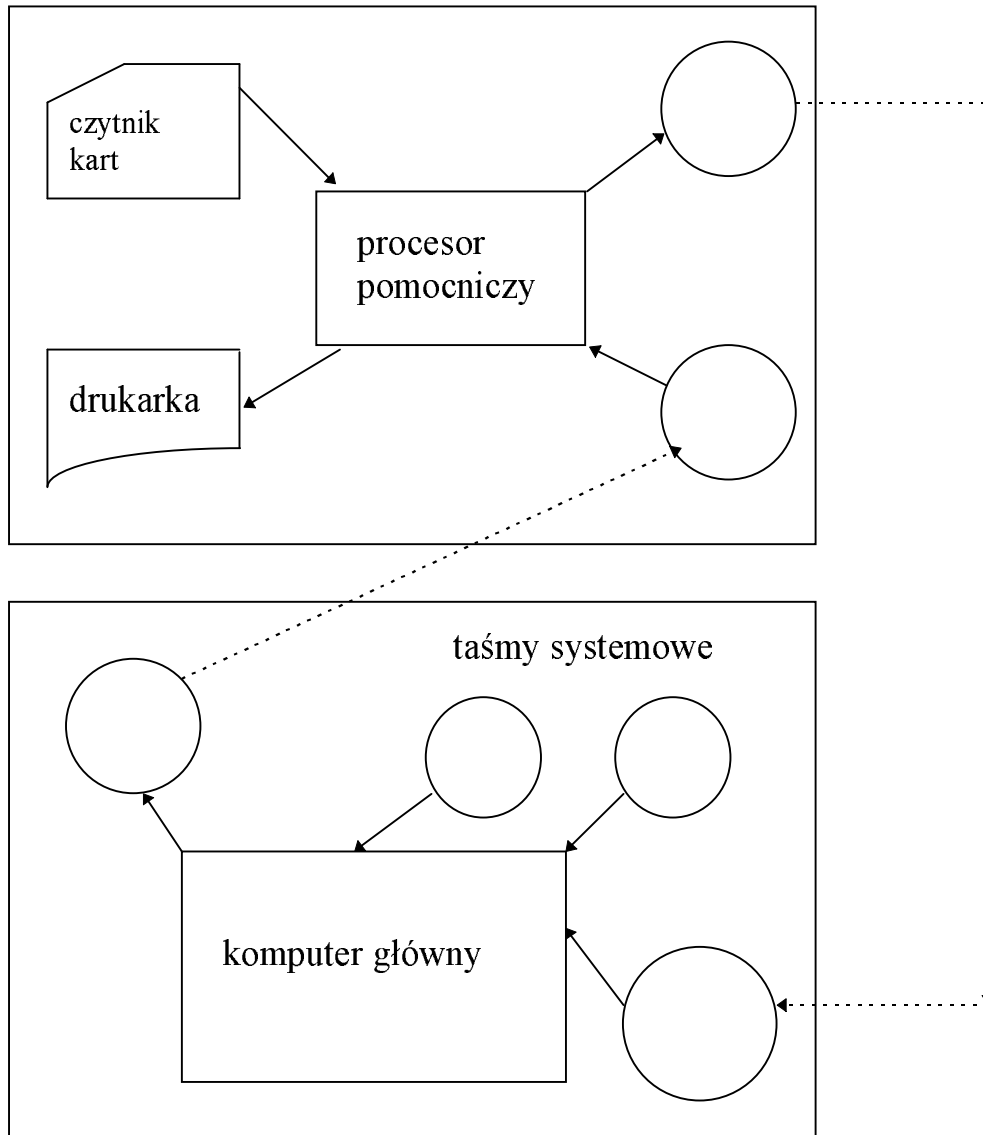 czytnik
kart
procesor
pomocniczy
drukarka
taśmy systemowe
komputer główny